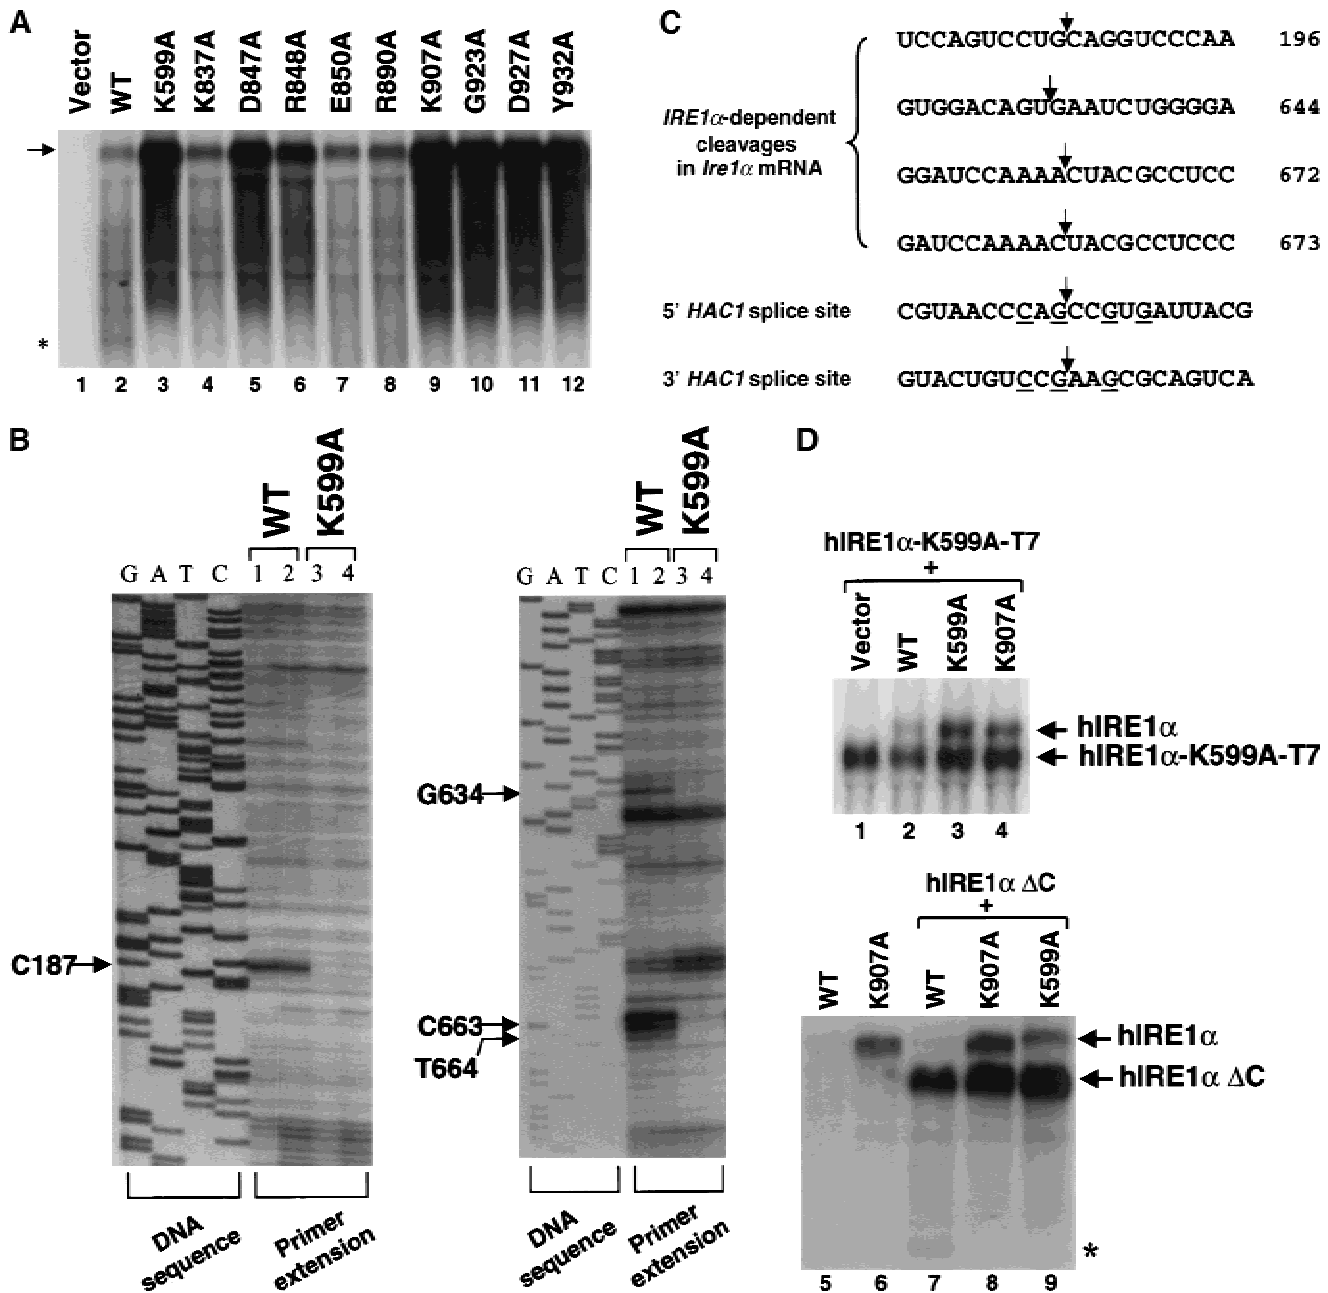 A
Vector WT K599A K837A D847A R848A E850A R890A K907A G923A D927A Y932A
*
1 2 3 4 5 6 7 8 9 10 11 12
C
IRE1α-dependent
cleavages
in Ire1α mRNA
UCCAGUCCUGCAGGUCCCAA 196
GUGGACAGUGAAUCUGGGGA 644
GGAUCCAAAACUACGCCUCC 672
GAUCCAAAACUACGCCUCCC 673
5' HAC1 splice site CGUAACCCAGCCGUGAUUACG
3' HAC1 splice site GUACUGUCCGAAGCGCAGUCA
B
WT K599A
G A T C 1 2 3 4
C187
DNA
sequence
Primer
extension
WT K599A
G A T C 1 2 3 4
G634
C663
T664
DNA
sequence
Primer
extension
D
hIRE1α-K599A-T7
+
Vector WT K599A K907A
hIRE1α
hIRE1α-K599A-T7
1 2 3 4
hIRE1α ΔC
+
WT K907A WT K907A K599A
hIRE1α
hIRE1α ΔC
*
5 6 7 8 9